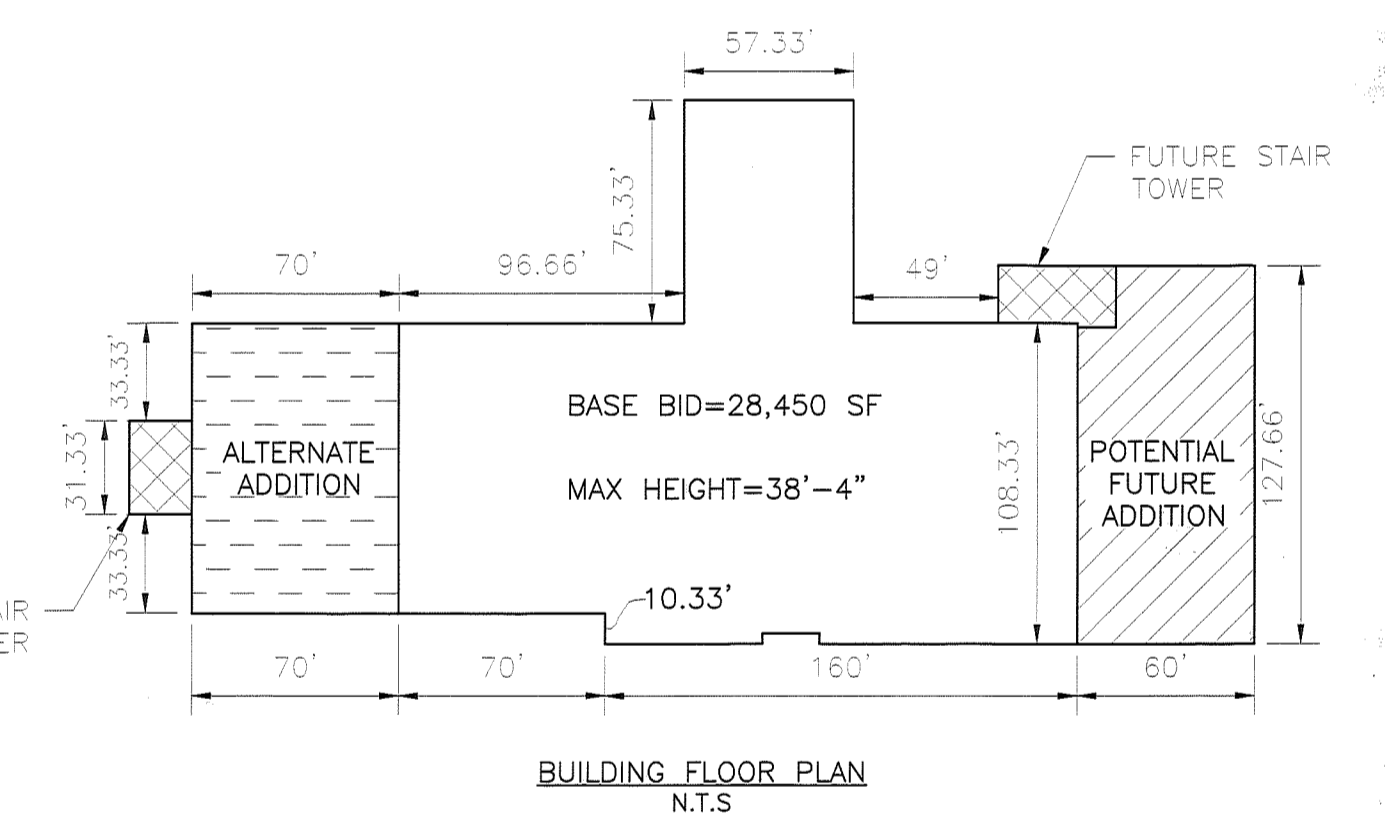 57.33'
FUTURE STAIR
TOWER
75.33'
70'
96.66'
49'
33.33'
31.33'
33.33'
ALTERNATE
ADDITION
BASE BID=28,450 SF
MAX HEIGHT=38'-4"
108.33'
POTENTIAL
FUTURE
ADDITION
127.66'
10.33'
AIR
ER
70'
70'
160'
60'
BUILDING FLOOR PLAN
N.T.S